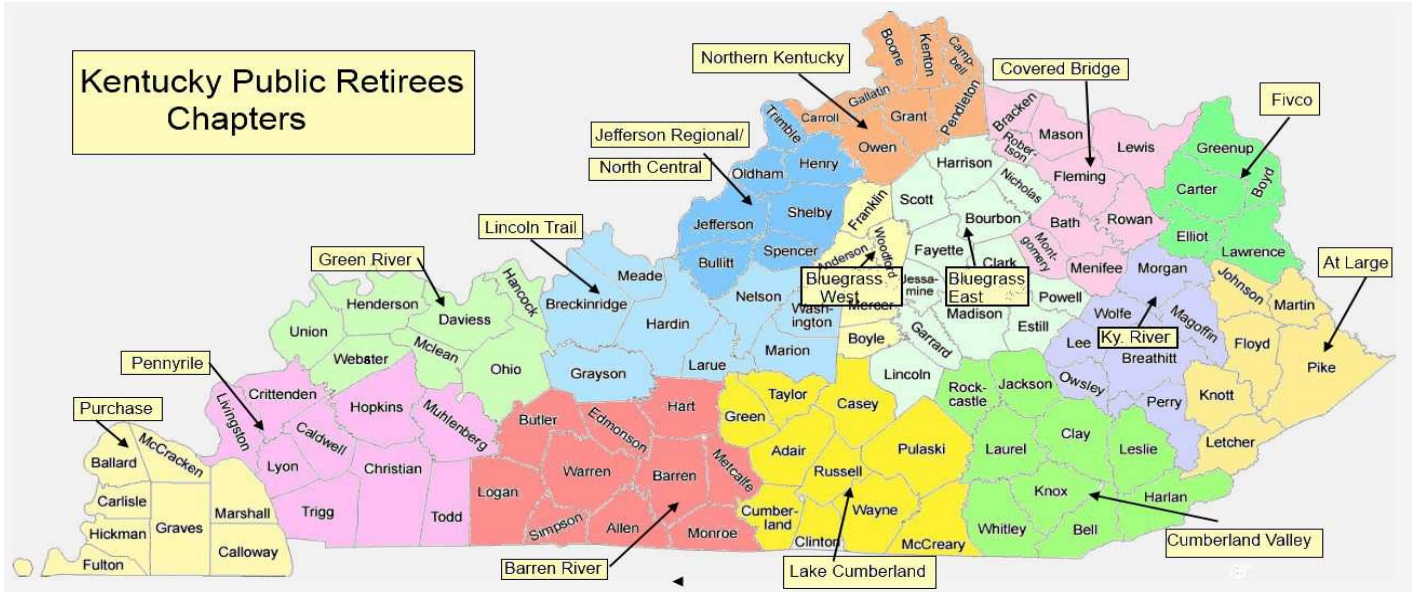 Kentucky Public Retirees
Chapters
Northern Kentucky
Covered Bridge
Fivco
Jefferson Regional/
North Central
Lincoln Trail
Green River
At Large
Bluegrass
West
Bluegrass
East
Ky. River
Pennyrile
Purchase
Barren River
Lake Cumberland
Cumberland Valley
Boone
Kenton
Camp-
bell
Gallatin
Carroll
Grant
Pendleton
Owen
Bracken
Mason
Rober-
tson
Lewis
Fleming
Bath
Rowan
Mont-
gomery
Menifee
Greenup
Carter
Boyd
Elliot
Lawrence
Trimble
Henry
Oldham
Jefferson
Shelby
Bullitt
Spencer
Franklin
Woodford
Anderson
Mercer
Boyle
Harrison
Scott
Nicholas
Bourbon
Fayette
Clark
Jessa-
mine
Powell
Madison
Estill
Garrard
Lincoln
Morgan
Wolfe
Magoffin
Lee
Breathitt
Owsley
Perry
Johnson
Martin
Floyd
Pike
Knott
Letcher
Meade
Breckinridge
Nelson
Hardin
Wash-
ington
Marion
Larue
Grayson
Hancock
Henderson
Daviess
Union
Mclean
Webster
Ohio
Crittenden
Livingston
Hopkins
Muhlenberg
Caldwell
Lyon
Christian
Trigg
Todd
Ballard
McCracken
Carlisle
Graves
Marshall
Hickman
Calloway
Fulton
Butler
Edmonson
Hart
Warren
Barren
Metcalfe
Logan
Simpson
Allen
Monroe
Taylor
Green
Casey
Adair
Pulaski
Russell
Cumber-
land
Wayne
Clinton
McCreary
Rock-
castle
Jackson
Laurel
Clay
Leslie
Knox
Harlan
Whitley
Bell